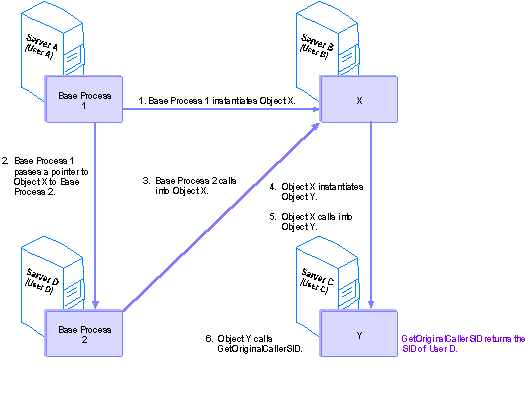 Server A
(User A)
Server B
(User B)
Base Process
1
X
1. Base Process 1 instantiates Object X.
2. Base Process 1
passes a pointer to
Object X to Base
Process 2.
3. Base Process 2 calls
into Object X.
4. Object X instantiates
Object Y.
5. Object X calls into
Object Y.
Server D
(User D)
Server C
(User C)
Base Process
2
6. Object Y calls
GetOriginalCallerSID.
Y
GetOriginalCallerSID returns the
SID of User D.